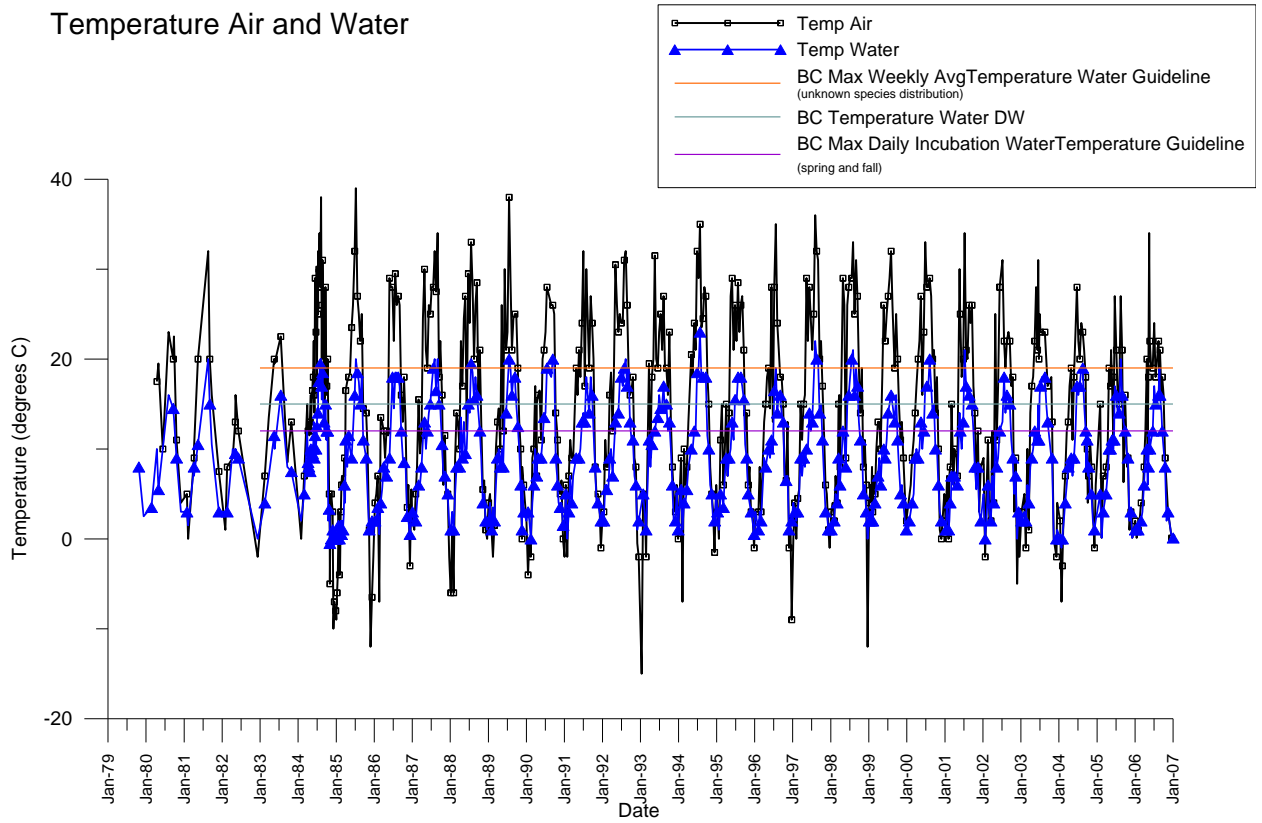 Temperature Air and Water
Temp Air
Temp Water
BC Max Weekly AvgTemperature Water Guideline
(unknown species distribution)
BC Temperature Water DW
BC Max Daily Incubation WaterTemperature Guideline
(spring and fall)
Temperature (degrees C)
40
20
0
-20
Jan-79
Jan-80
Jan-81
Jan-82
Jan-83
Jan-84
Jan-85
Jan-86
Jan-87
Jan-88
Jan-89
Jan-90
Jan-91
Jan-92
Jan-93
Jan-94
Jan-95
Jan-96
Jan-97
Jan-98
Jan-99
Jan-00
Jan-01
Jan-02
Jan-03
Jan-04
Jan-05
Jan-06
Jan-07
Date